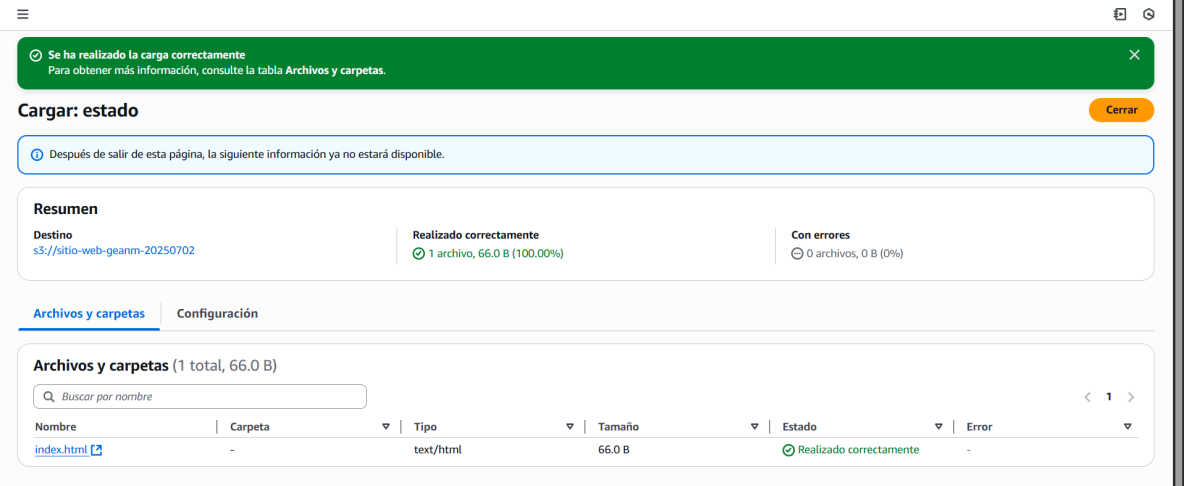 Se ha realizado la carga correctamente
Para obtener más información, consulte la tabla Archivos y carpetas.
Cargar: estado
Cerrar
Después de salir de esta página, la siguiente información ya no estará disponible.
Resumen
Destino
s3://sitio-web-geanm-20250702
Realizado correctamente
1 archivo, 66.0 B (100.00%)
Con errores
0 archivos, 0 B (0%)
Archivos y carpetas
Configuración
Archivos y carpetas (1 total, 66.0 B)
Buscar por nombre
1
Nombre Carpeta Tipo Tamaño Estado Error
index.html - text/html 66.0 B Realizado correctamente -